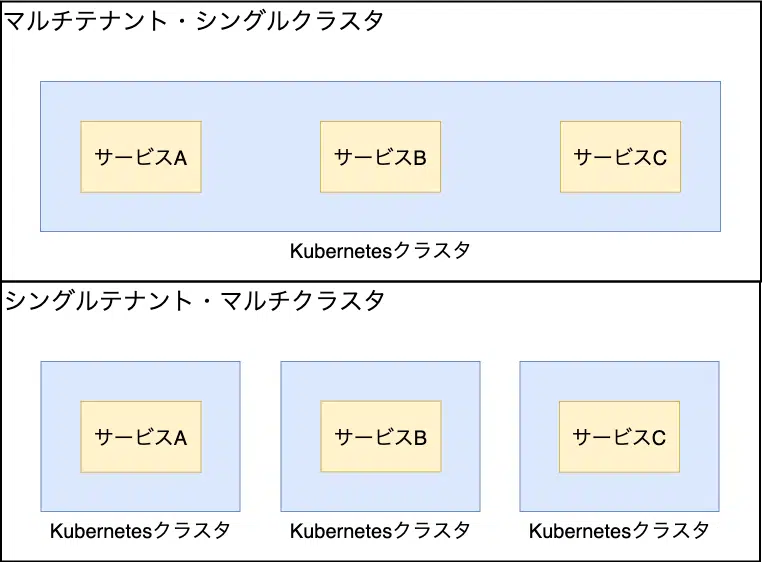 マルチテナント・シングルクラスタ
サービスA
サービスB
サービスC
Kubernetesクラスタ
シングルテナント・マルチクラスタ
サービスA
サービスB
サービスC
Kubernetesクラスタ
Kubernetesクラスタ
Kubernetesクラスタ